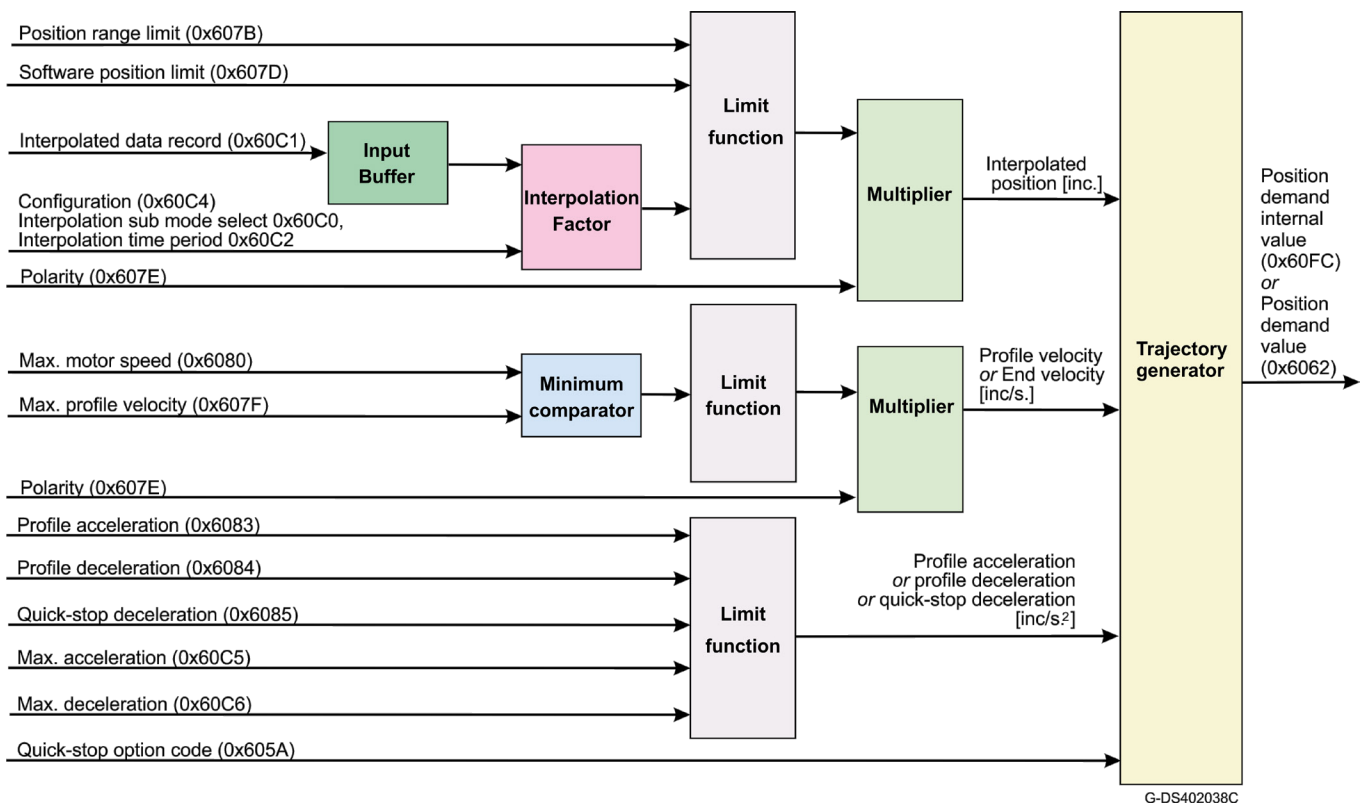 Position range limit (0x607B)
Software position limit (0x607D)
Interpolated data record (0x60C1)
Input
Buffer
Configuration (0x60C4)
Interpolation sub mode select 0x60C0,
Interpolation time period 0x60C2
Interpolation
Factor
Polarity (0x607E)
Limit
function
Multiplier
Interpolated
position [inc.]
Max. motor speed (0x6080)
Max. profile velocity (0x607F)
Minimum
comparator
Limit
function
Multiplier
Profile velocity
or End velocity
[inc/s.]
Polarity (0x607E)
Profile acceleration (0x6083)
Profile deceleration (0x6084)
Quick-stop deceleration (0x6085)
Max. acceleration (0x60C5)
Max. deceleration (0x60C6)
Limit
function
Profile acceleration
or profile deceleration
or quick-stop deceleration
[inc/s.²]
Quick-stop option code (0x605A)
Trajectory
generator
Position
demand
internal
value
(0x60FC)
or
Position
demand
value
(0x6062)
G-DS402038C